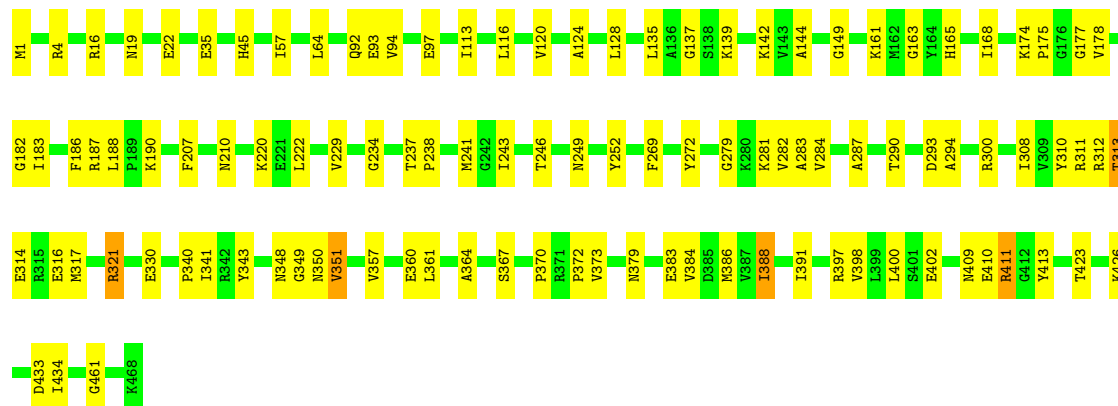 M1 R4 R16 N19 E22 E35 H45 I57 L64 Q92 E93 V94 E97 I113 L116 V120 A124 L128 L135 A136 G137 S138 K139 K142 V143 A144 G149 K161 M162 G163 Y164 H165 I168 K174 P175 G176 G177 V178
G182 I183 F186 R187 L188 P189 K190 F207 N210 K220 E221 L222 V229 G234 T237 P238 M241 G242 I243 T246 N249 Y252 F269 Y272 G279 K280 K281 V282 A283 V284 A287 T290 D293 A294 R300 I308 V309 Y310 R311 R312 T313
E314 R315 E316 M317 R321 E330 P340 I341 R342 Y343 N348 G349 N350 V351 V357 E360 L361 A364 S367 P370 R371 P372 V373 N379 E383 V384 D385 M386 V387 I388 I391 R397 V398 L399 L400 S401 E402 N409 E410 R411 G412 Y413 T423 K426
D433 I434 G461 K468